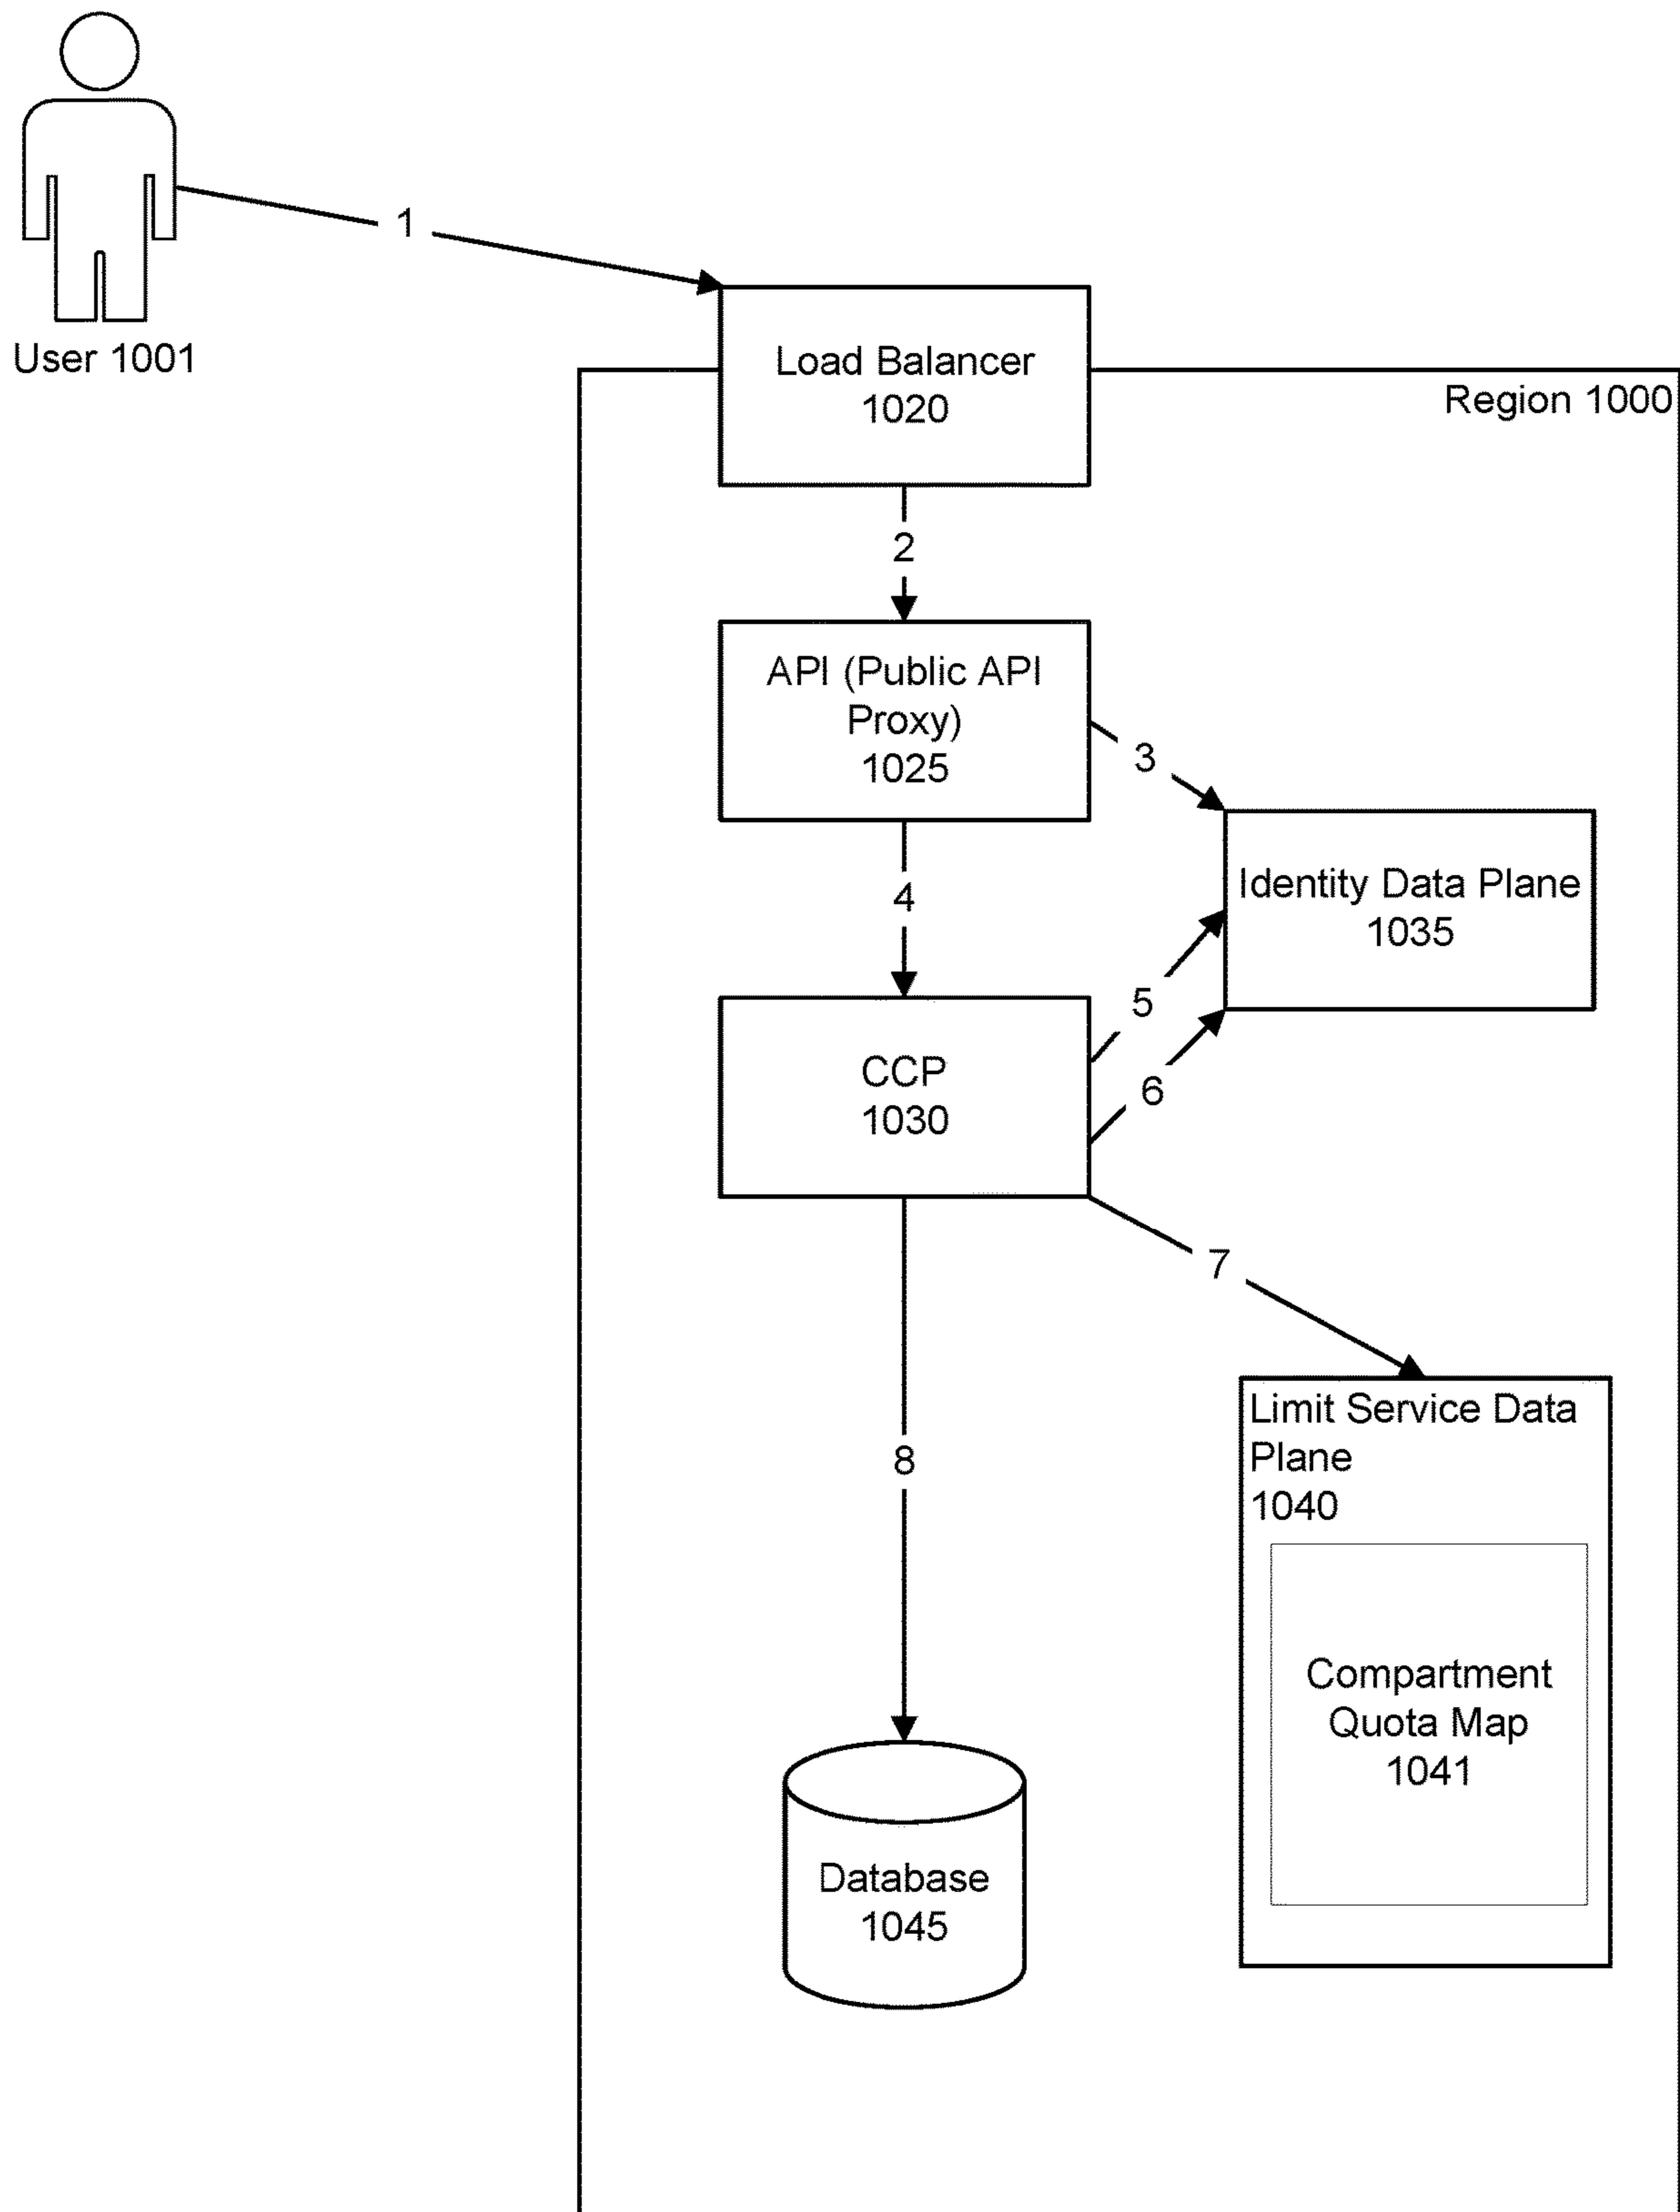 1
User 1001
Load Balancer
1020
Region 1000
2
API (Public API
Proxy)
1025
3
4
Identity Data Plane
1035
5
CCP
1030
6
7
Limit Service Data
Plane
1040
8
Compartment
Quota Map
1041
Database
1045